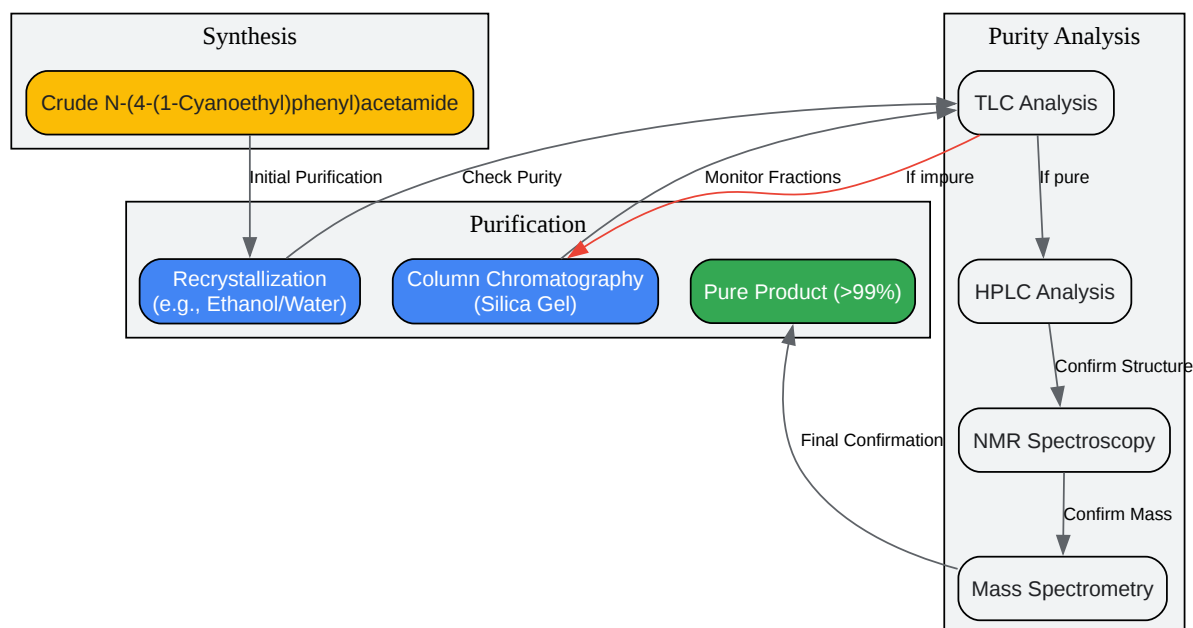 Synthesis
Purity Analysis
Crude N-(4-(1-Cyanoethyl)phenyl)acetamide
TLC Analysis
Initial Purification
Check Purity
Monitor Fractions
If impure
If pure
Purification
Recrystallization
(e.g., Ethanol/Water)
Column Chromatography
(Silica Gel)
Pure Product (>99%)
HPLC Analysis
Confirm Structure
NMR Spectroscopy
Final Confirmation
Confirm Mass
Mass Spectrometry